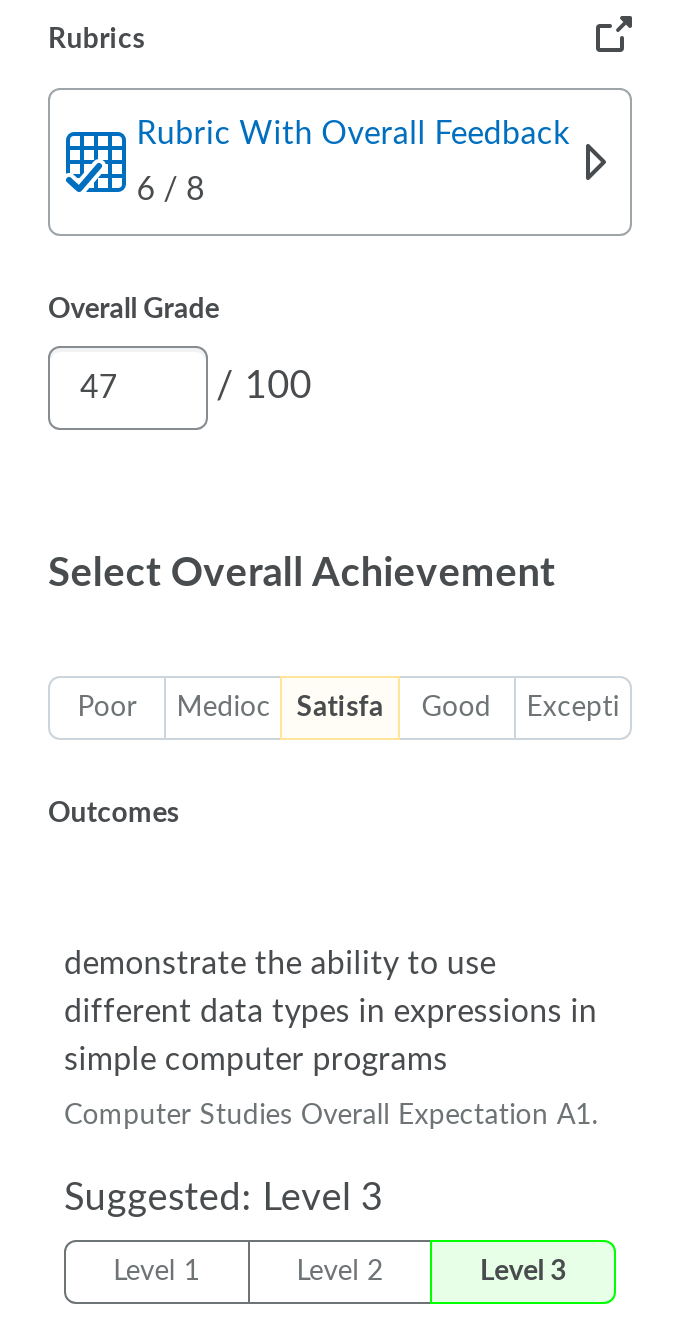 Rubrics
Rubric With Overall Feedback
6 / 8
Overall Grade
47 / 100
Select Overall Achievement
Poor Medioc Satisfa Good Excepti
Outcomes
demonstrate the ability to use
different data types in expressions in
simple computer programs
Computer Studies Overall Expectation A1.
Suggested: Level 3
Level 1 Level 2 Level 3